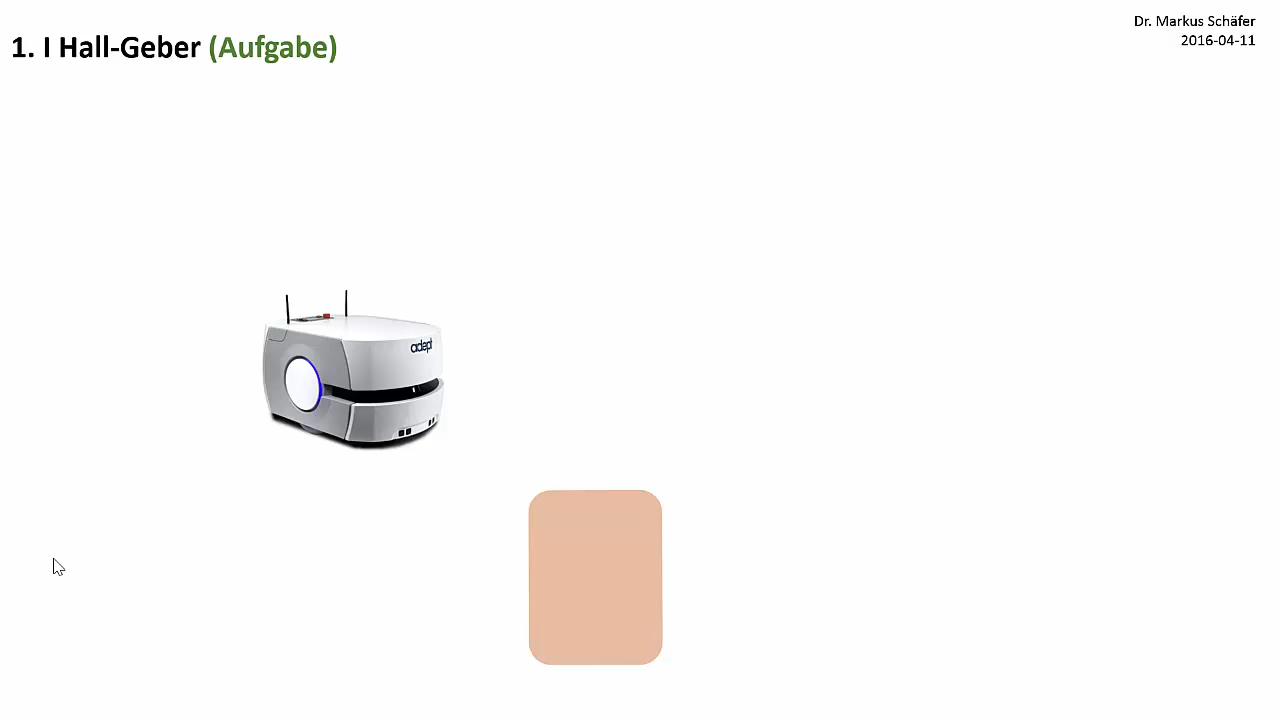 1. I Hall-Geber (Aufgabe)
Dr. Markus Schäfer
2016-04-11
adept